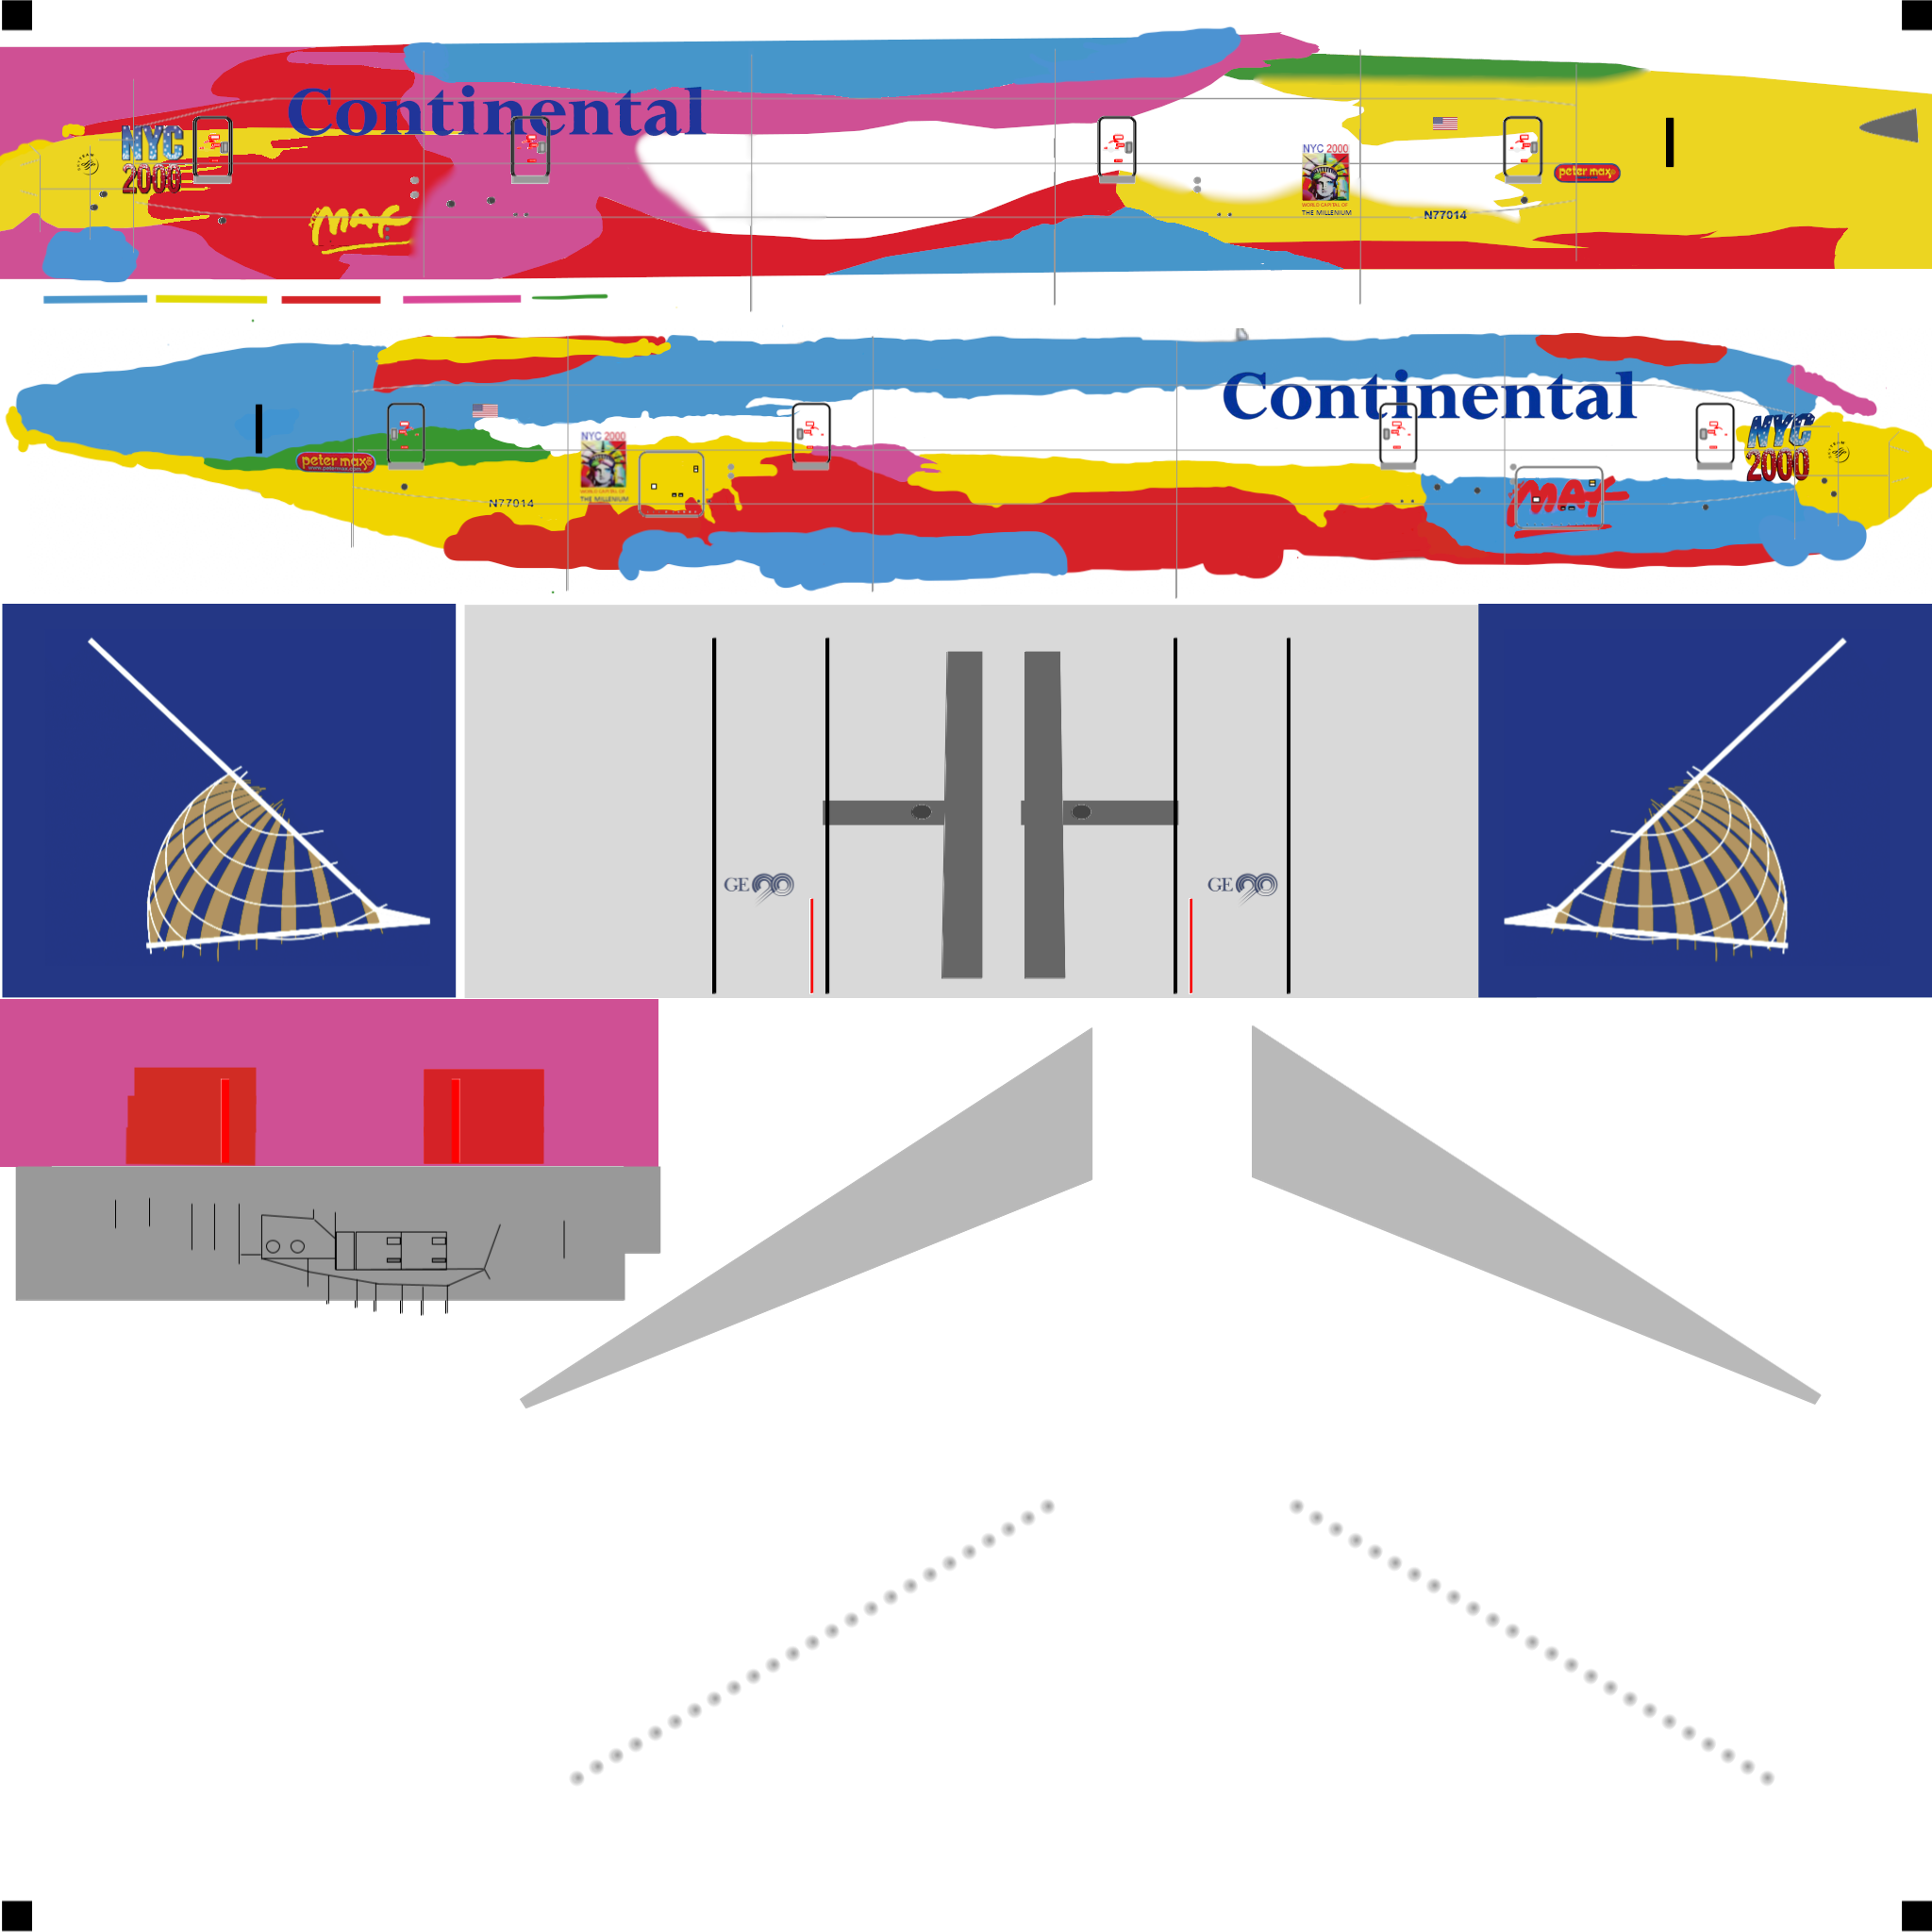 Continental
NYC
2000
MAX
NYC 2000
WORLD CAPITAL OF
THE MILLENIUM
peter max
N77014
Continental
NYC
2000
MAX
peter max
www.petermax.com
NYC 2000
WORLD CAPITAL OF
THE MILLENIUM
N77014
GE90
GE90